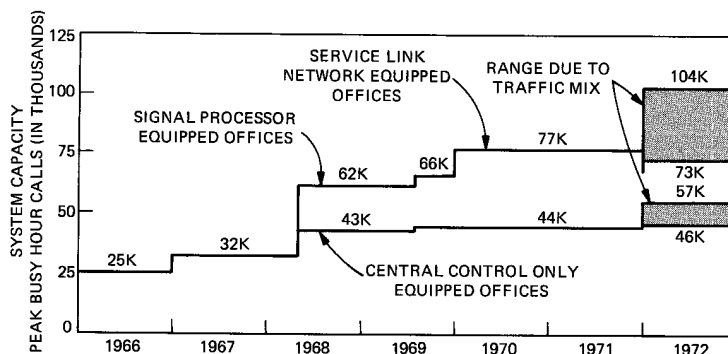 SYSTEM CAPACITY
PEAK BUSY HOUR CALLS (IN THOUSANDS)
125
100
75
50
25
0
SERVICE LINK
NETWORK EQUIPPED
OFFICES
RANGE DUE TO
TRAFFIC MIX
SIGNAL PROCESSOR
EQUIPPED OFFICES
104K
77K
66K
62K
73K
57K
43K
44K
46K
32K
25K
CENTRAL CONTROL ONLY
EQUIPPED OFFICES
1966
1967
1968
1969
1970
1971
1972